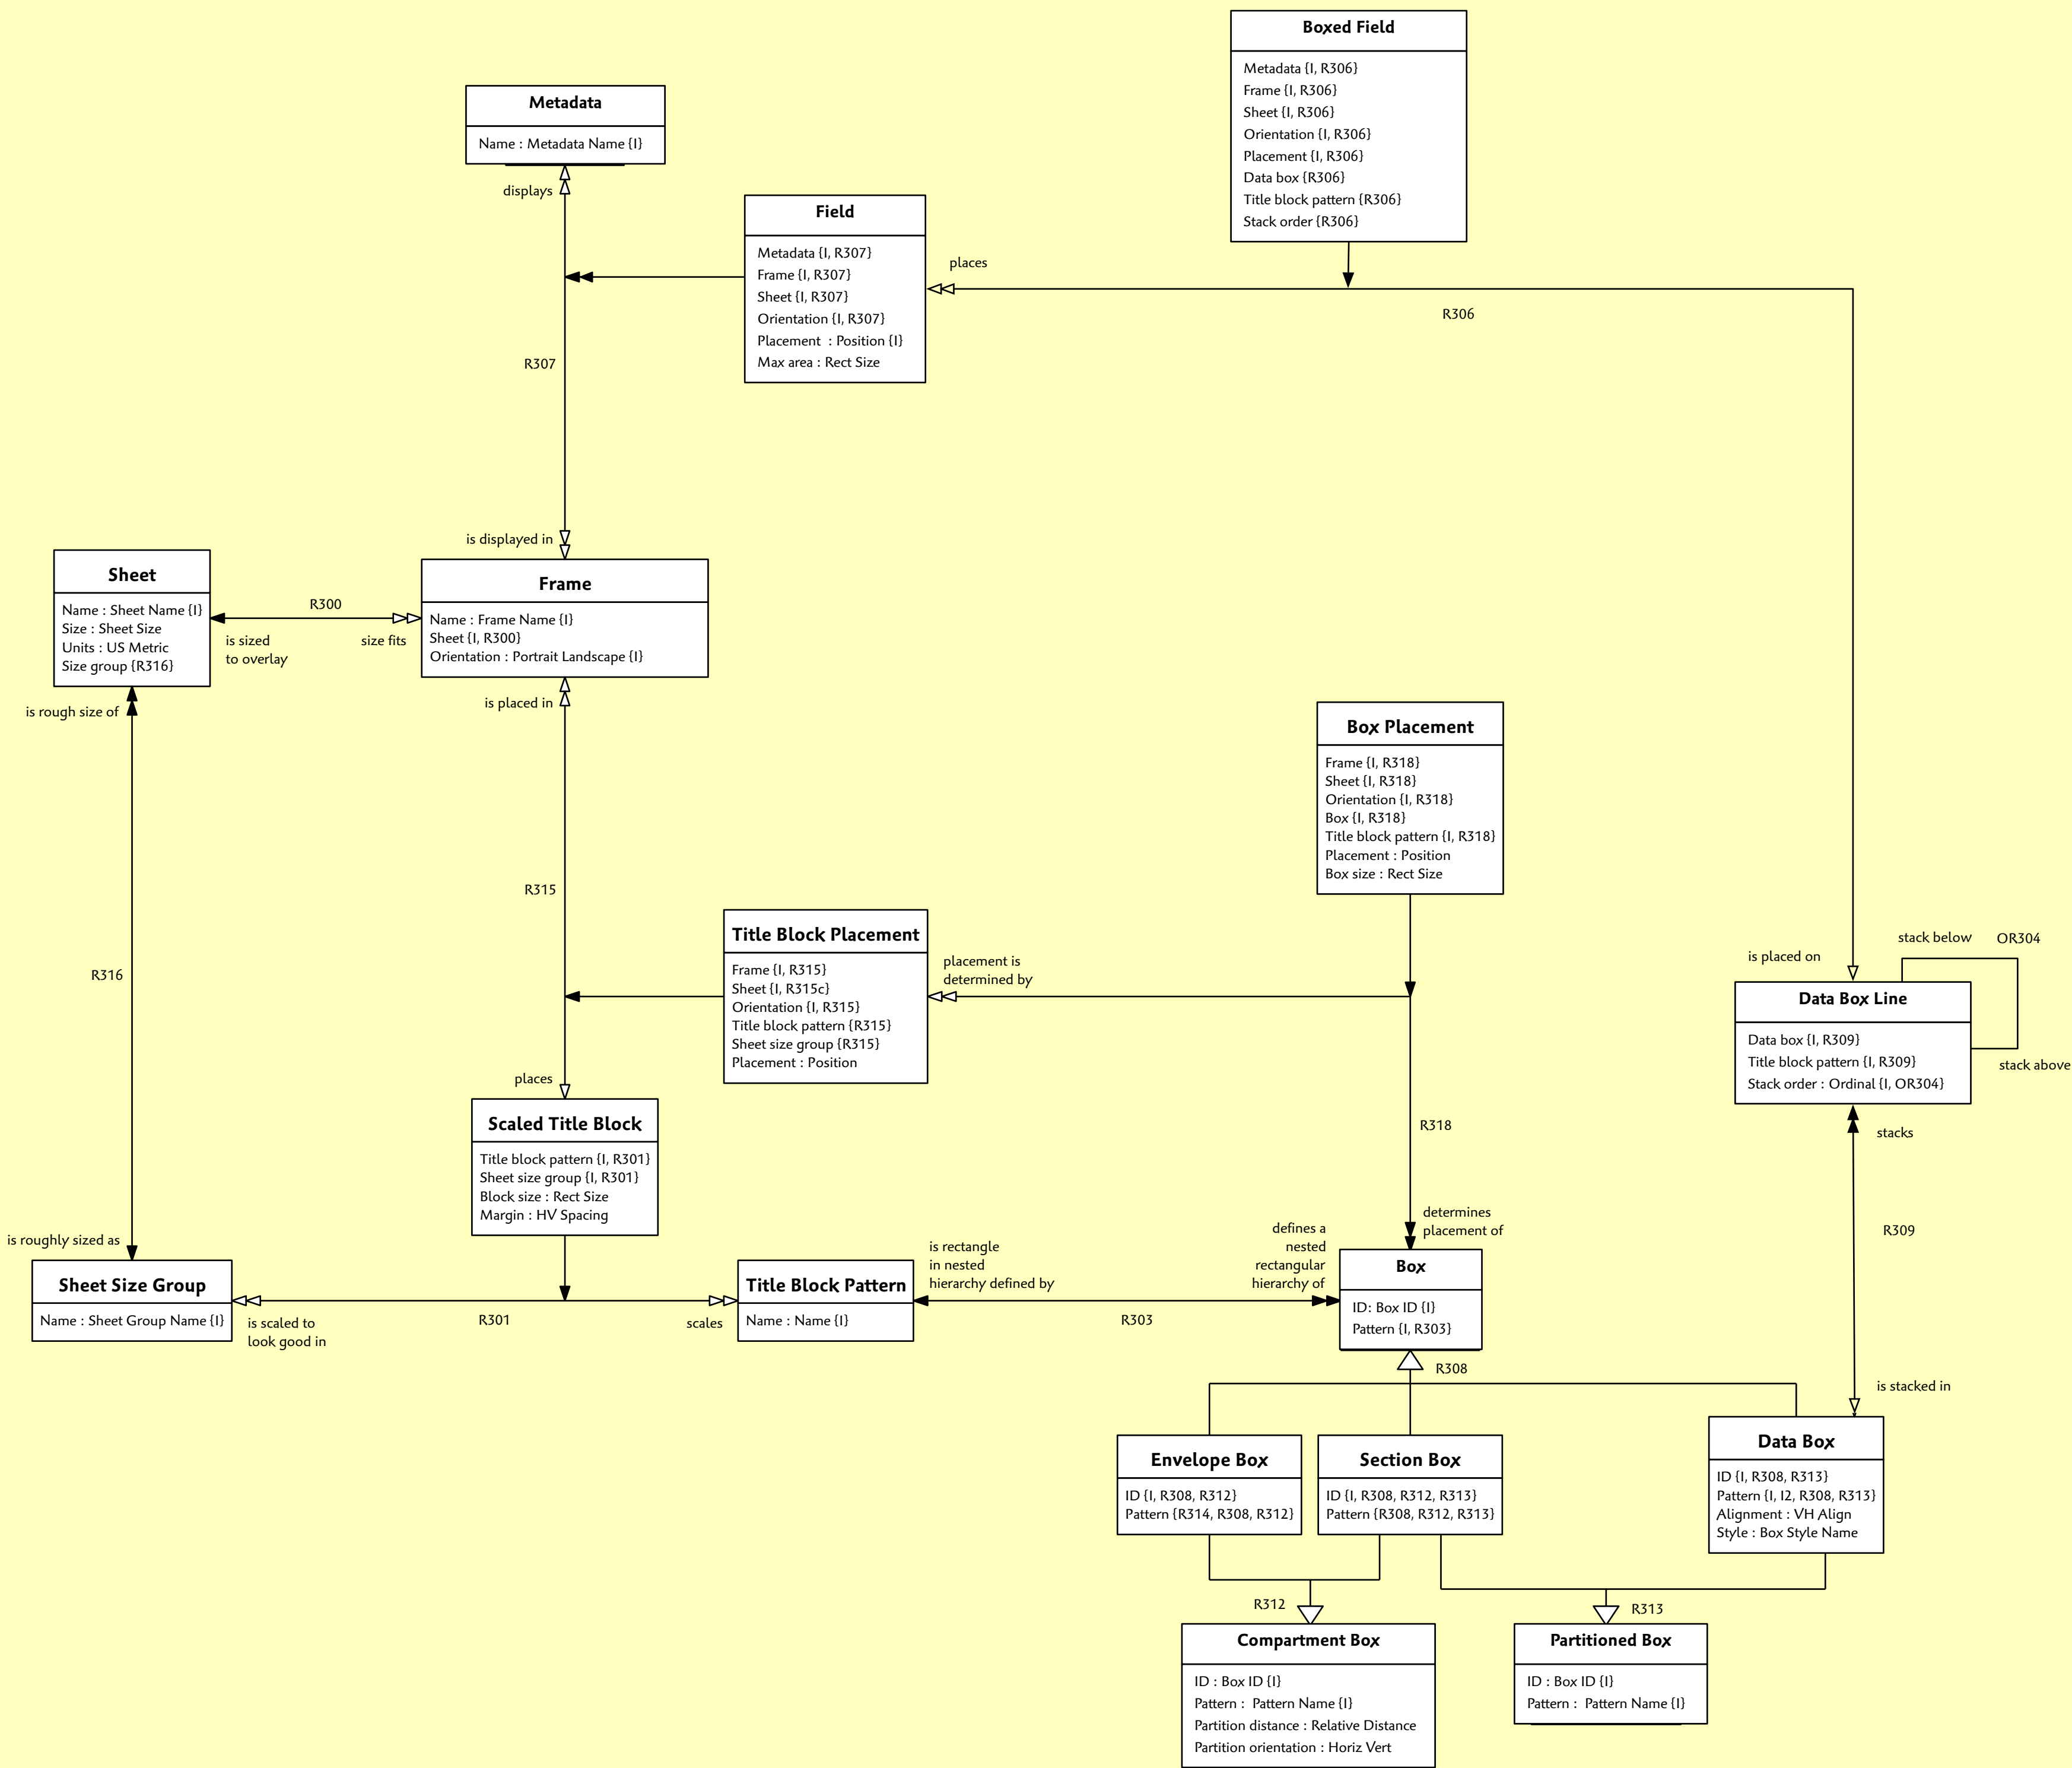 Boxed Field
Metadata {I, R306}
Frame {I, R306}
Sheet {I, R306}
Orientation {I, R306}
Placement {I, R306}
Data box {R306}
Title block pattern {R306}
Stack order {R306}
Metadata
Name : Metadata Name {I}
displays
Field
Metadata {I, R307}
Frame {I, R307}
Sheet {I, R307}
Orientation {I, R307}
Placement : Position {I}
Max area : Rect Size
places
R306
R307
is displayed in
Sheet
Name : Sheet Name {I}
Size : Sheet Size
Units : US Metric
Size group {R316}
R300
is sized
to overlay
size fits
Frame
Name : Frame Name {I}
Sheet {I, R300}
Orientation : Portrait Landscape {I}
is rough size of
is placed in
Box Placement
Frame {I, R318}
Sheet {I, R318}
Orientation {I, R318}
Box {I, R318}
Title block pattern {I, R318}
Placement : Position
Box size : Rect Size
R315
R316
Title Block Placement
Frame {I, R315}
Sheet {I, R315c}
Orientation {I, R315}
Title block pattern {R315}
Sheet size group {R315}
Placement : Position
placement is
determined by
stack below
OR304
is placed on
Data Box Line
Data box {I, R309}
Title block pattern {I, R309}
Stack order : Ordinal {I, OR304}
stack above
places
Scaled Title Block
Title block pattern {I, R301}
Sheet size group {I, R301}
Block size : Rect Size
Margin : HV Spacing
R318
stacks
R309
is roughly sized as
Sheet Size Group
Name : Sheet Group Name {I}
is scaled to
look good in
R301
scales
Title Block Pattern
Name : Name {I}
is rectangle
in nested
hierarchy defined by
R303
defines a
nested
rectangular
hierarchy of
determines
placement of
Box
ID: Box ID {I}
Pattern {I, R303}
R308
is stacked in
Envelope Box
ID {I, R308, R312}
Pattern {R314, R308, R312}
Section Box
ID {I, R308, R312, R313}
Pattern {R308, R312, R313}
Data Box
ID {I, R308, R313}
Pattern {I, I2, R308, R313}
Alignment : VH Align
Style : Box Style Name
R312
R313
Compartment Box
ID : Box ID {I}
Pattern : Pattern Name {I}
Partition distance : Relative Distance
Partition orientation : Horiz Vert
Partitioned Box
ID : Box ID {I}
Pattern : Pattern Name {I}